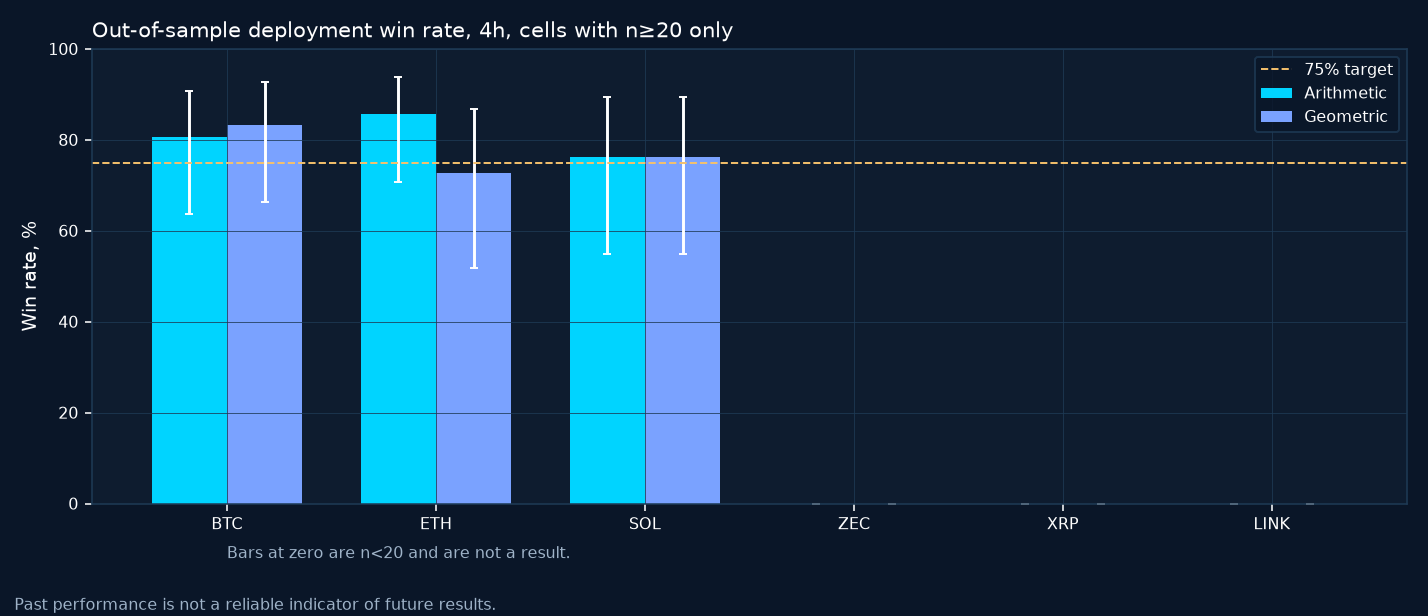 Out-of-sample deployment win rate, 4h, cells with n≥20 only
100
80
60
40
20
0
Win rate, %
75% target
Arithmetic
Geometric
BTC
ETH
SOL
ZEC
XRP
LINK
Bars at zero are n<20 and are not a result.
Past performance is not a reliable indicator of future results.